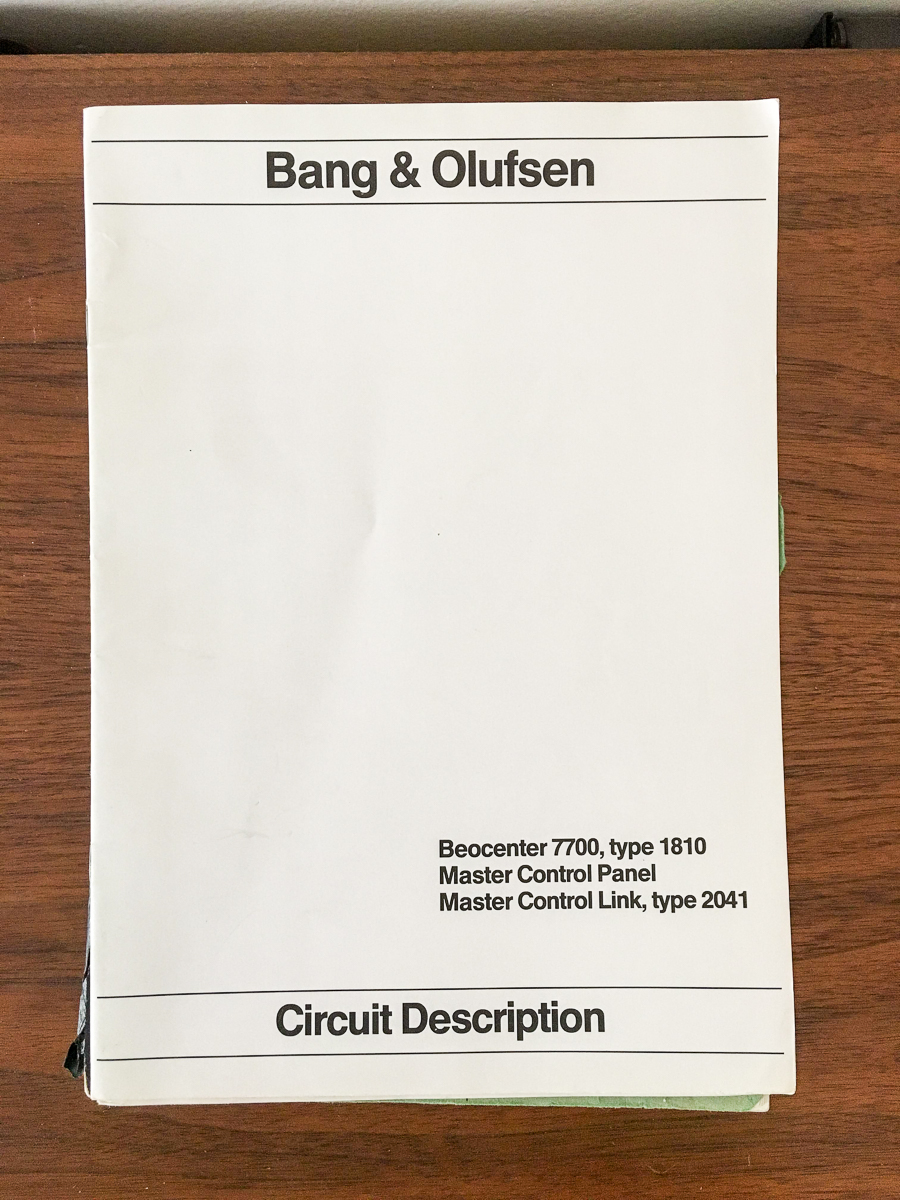 Bang & Olufsen
Beocenter 7700, type 1810
Master Control Panel
Master Control Link, type 2041
Circuit Description